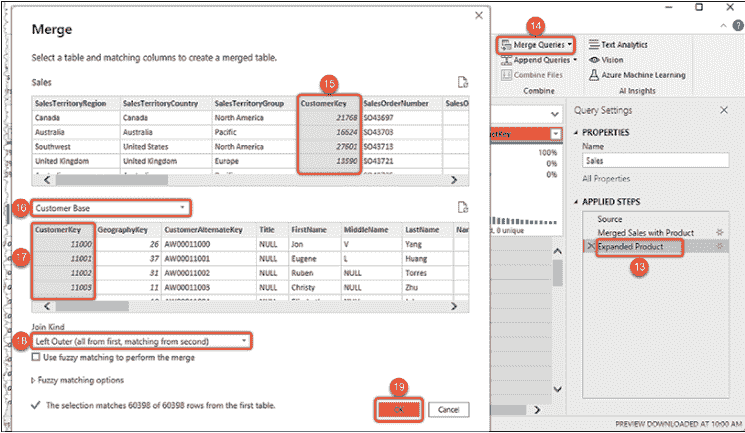 Merge
Select a table and matching columns to create a merged table.
Sales
SalesTerritoryRegion SalesTerritoryCountry SalesTerritoryGroup CustomerKey SalesOrderNumber
Canada Canada North America 21768 SO43697
Australia Australia Pacific 16624 SO43703
Southwest United States North America 27601 SO43713
United Kingdom United Kingdom Europe 13590 SO43721
15
16
Customer Base
CustomerKey GeographyKey CustomerAlternateKey Title FirstName MiddleName LastName
11000 26 AW00011000 NULL Jon V Yang
11001 37 AW00011001 NULL Eugene L Huang
11002 31 AW00011002 NULL Ruben NULL Torres
11003 11 AW00011003 NULL Christy NULL Zhu
17
Join Kind
18
Left Outer (all from first, matching from second)
Use fuzzy matching to perform the merge
Fuzzy matching options
The selection matches 60398 of 60398 rows from the first table.
19
Cancel
14
Merge Queries
Append Queries
Combine Files
Combine
Text Analytics
Vision
Azure Machine Learning
AI Insights
100%
0%
0%
0 unique
Query Settings
PROPERTIES
Name
Sales
All Properties
APPLIED STEPS
Source
Merged Sales with Product
Expanded Product
13
PREVIEW DOWNLOADED AT 10:00 AM